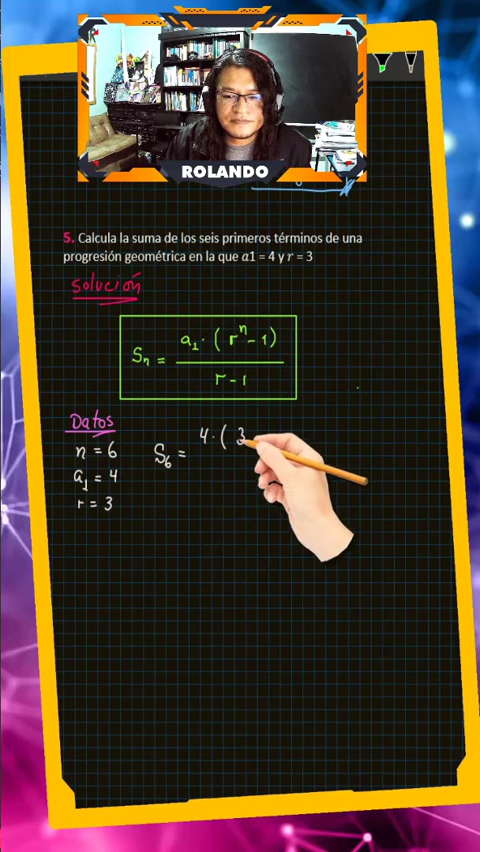 ROLANDO
5. Calcula la suma de los seis primeros términos de una
progresión geométrica en la que a1 = 4 y r = 3
Solución
Sn = a1 · ( r^n - 1 ) / r - 1
Datos
n = 6
a1 = 4
r = 3
S6 = 4 · ( 3